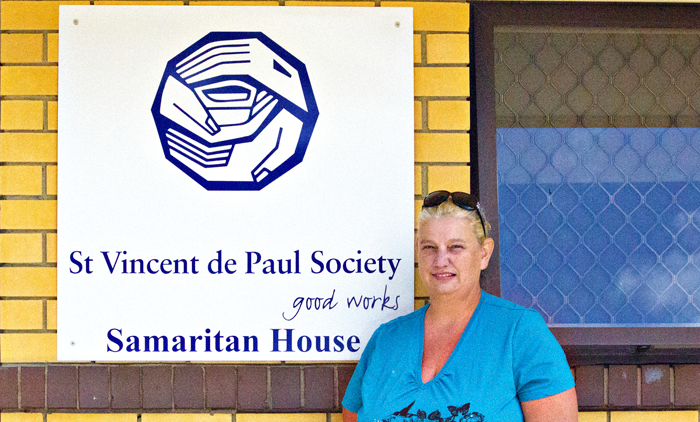 St Vincent de Paul Society
good works
Samaritan House